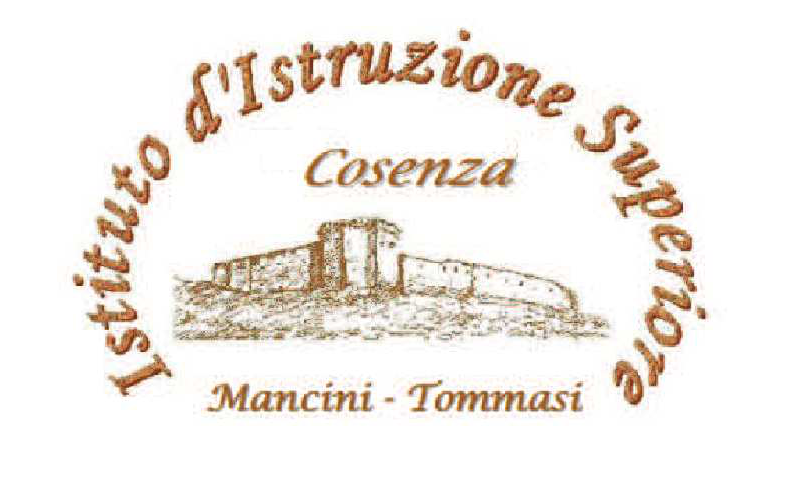 Istituto d'Istruzione Superiore
Cosenza
Mancini - Tommasi